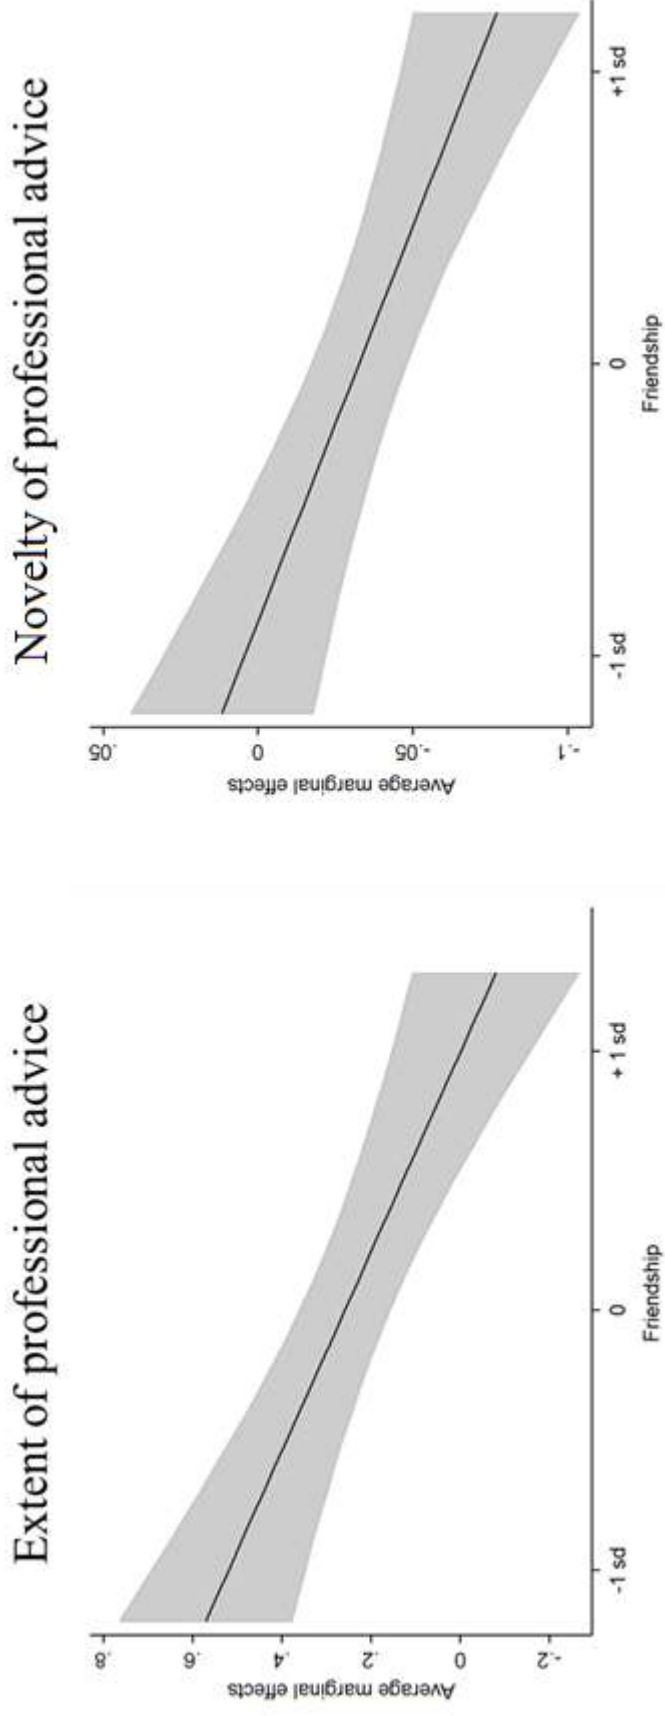 Extent of professional advice
Average marginal effects
.8
.6
.4
.2
0
-.2
-1 sd
0
+ 1 sd
Friendship
Novelty of professional advice
Average marginal effects
.05
0
-.05
-.1
-1 sd
0
+1 sd
Friendship